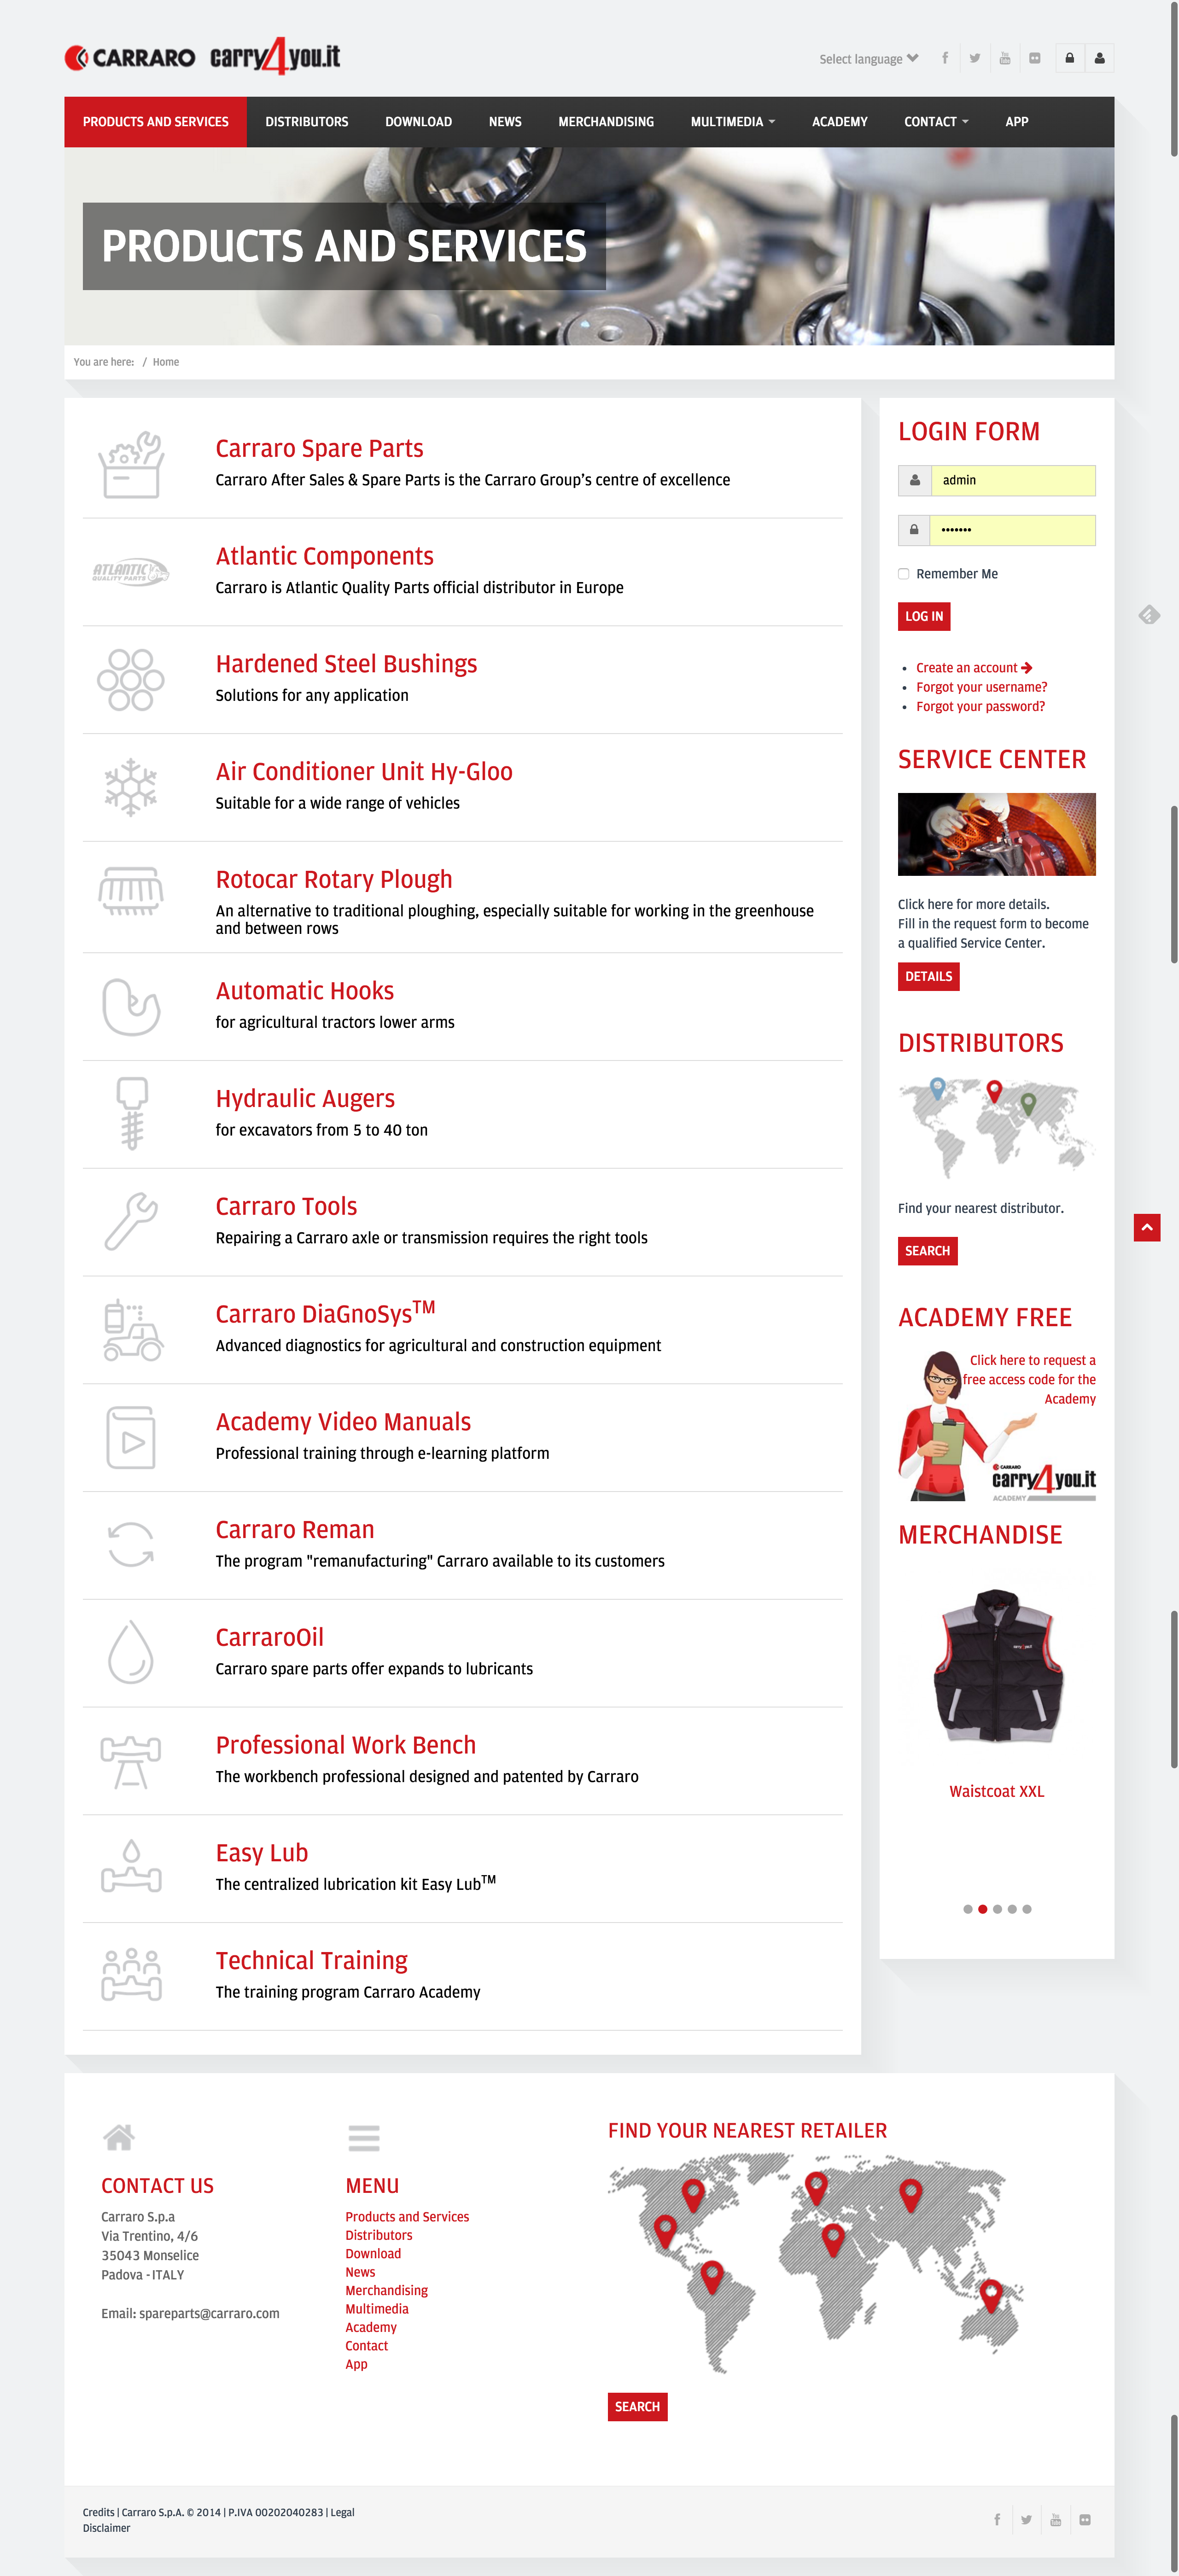 CARRARO carry4you.it
Select language
PRODUCTS AND SERVICES DISTRIBUTORS DOWNLOAD NEWS MERCHANDISING MULTIMEDIA ACADEMY CONTACT APP
PRODUCTS AND SERVICES
You are here: / Home
Carraro Spare Parts
Carraro After Sales & Spare Parts is the Carraro Group's centre of excellence
ATLANTIC
QUALITY PARTS
Atlantic Components
Carraro is Atlantic Quality Parts official distributor in Europe
Hardened Steel Bushings
Solutions for any application
Air Conditioner Unit Hy-Gloo
Suitable for a wide range of vehicles
Rotocar Rotary Plough
An alternative to traditional ploughing, especially suitable for working in the greenhouse
and between rows
Automatic Hooks
for agricultural tractors lower arms
Hydraulic Augers
for excavators from 5 to 40 ton
Carraro Tools
Repairing a Carraro axle or transmission requires the right tools
Carraro DiaGnoSys™
Advanced diagnostics for agricultural and construction equipment
Academy Video Manuals
Professional training through e-learning platform
Carraro Reman
The program "remanufacturing" Carraro available to its customers
CarraroOil
Carraro spare parts offer expands to lubricants
Professional Work Bench
The workbench professional designed and patented by Carraro
Easy Lub
The centralized lubrication kit Easy Lub™
Technical Training
The training program Carraro Academy
LOGIN FORM
admin
•••••••
Remember Me
LOG IN
• Create an account
• Forgot your username?
• Forgot your password?
SERVICE CENTER
Click here for more details.
Fill in the request form to become
a qualified Service Center.
DETAILS
DISTRIBUTORS
Find your nearest distributor.
SEARCH
ACADEMY FREE
Click here to request a
free access code for the
Academy
CARRARO
carry4you.it
ACADEMY
MERCHANDISE
Waistcoat XXL
CONTACT US
Carraro S.p.a
Via Trentino, 4/6
35043 Monselice
Padova - ITALY
Email: spareparts@carraro.com
MENU
Products and Services
Distributors
Download
News
Merchandising
Multimedia
Academy
Contact
App
FIND YOUR NEAREST RETAILER
SEARCH
Credits | Carraro S.p.A. © 2014 | P.IVA 00202040283 | Legal
Disclaimer